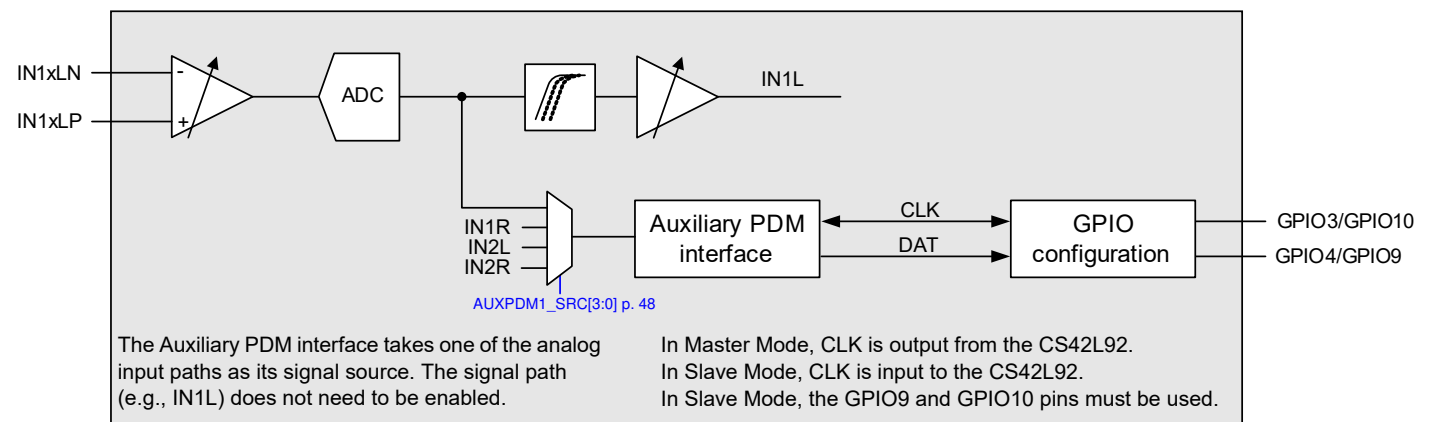 IN1xLN
IN1xLP
-
+
ADC
IN1L
IN1R
IN2L
IN2R
AUXPDM1_SRC[3:0] p. 48
Auxiliary PDM
interface
CLK
DAT
GPIO
configuration
GPIO3/GPIO10
GPIO4/GPIO9
The Auxiliary PDM interface takes one of the analog
input paths as its signal source. The signal path
(e.g., IN1L) does not need to be enabled.
In Master Mode, CLK is output from the CS42L92.
In Slave Mode, CLK is input to the CS42L92.
In Slave Mode, the GPIO9 and GPIO10 pins must be used.